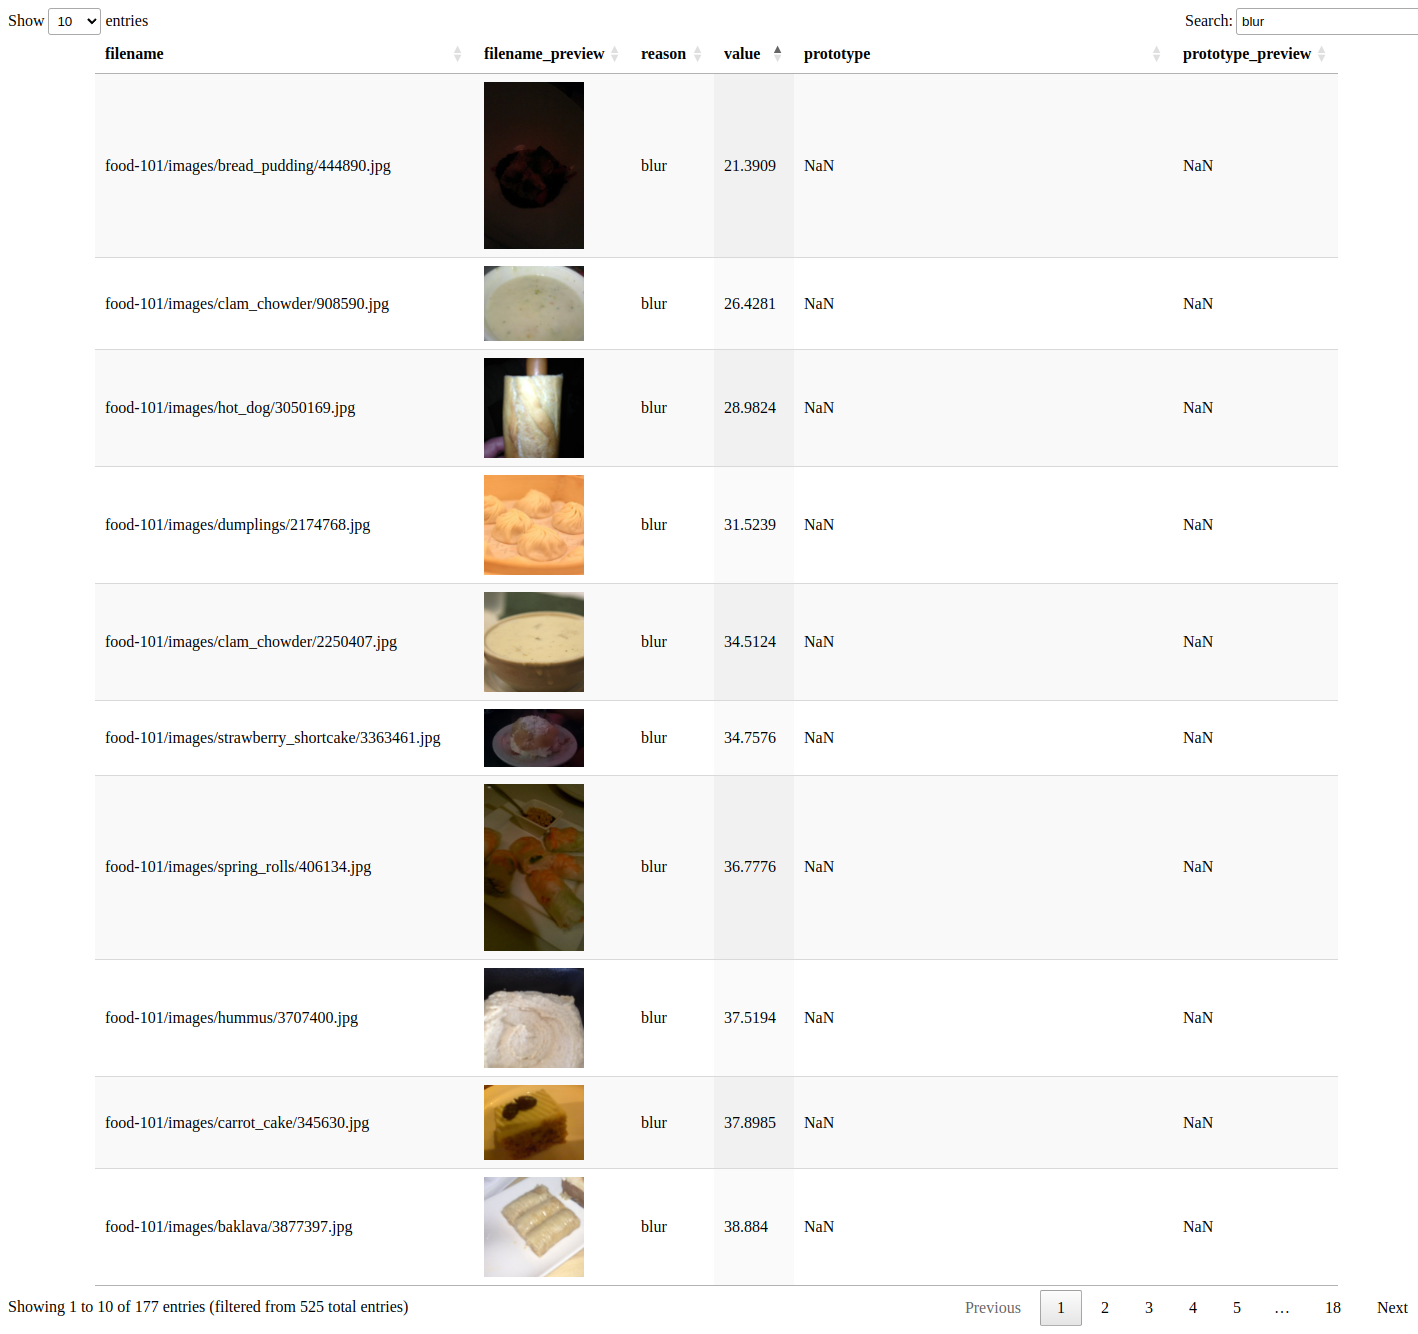 Show 10 entries Search: blur
filename filename_preview reason value prototype prototype_preview
food-101/images/bread_pudding/444890.jpg blur 21.3909 NaN NaN
food-101/images/clam_chowder/908590.jpg blur 26.4281 NaN NaN
food-101/images/hot_dog/3050169.jpg blur 28.9824 NaN NaN
food-101/images/dumplings/2174768.jpg blur 31.5239 NaN NaN
food-101/images/clam_chowder/2250407.jpg blur 34.5124 NaN NaN
food-101/images/strawberry_shortcake/3363461.jpg blur 34.7576 NaN NaN
food-101/images/spring_rolls/406134.jpg blur 36.7776 NaN NaN
food-101/images/hummus/3707400.jpg blur 37.5194 NaN NaN
food-101/images/carrot_cake/345630.jpg blur 37.8985 NaN NaN
food-101/images/baklava/3877397.jpg blur 38.884 NaN NaN
Showing 1 to 10 of 177 entries (filtered from 525 total entries) Previous 1 2 3 4 5 … 18 Next